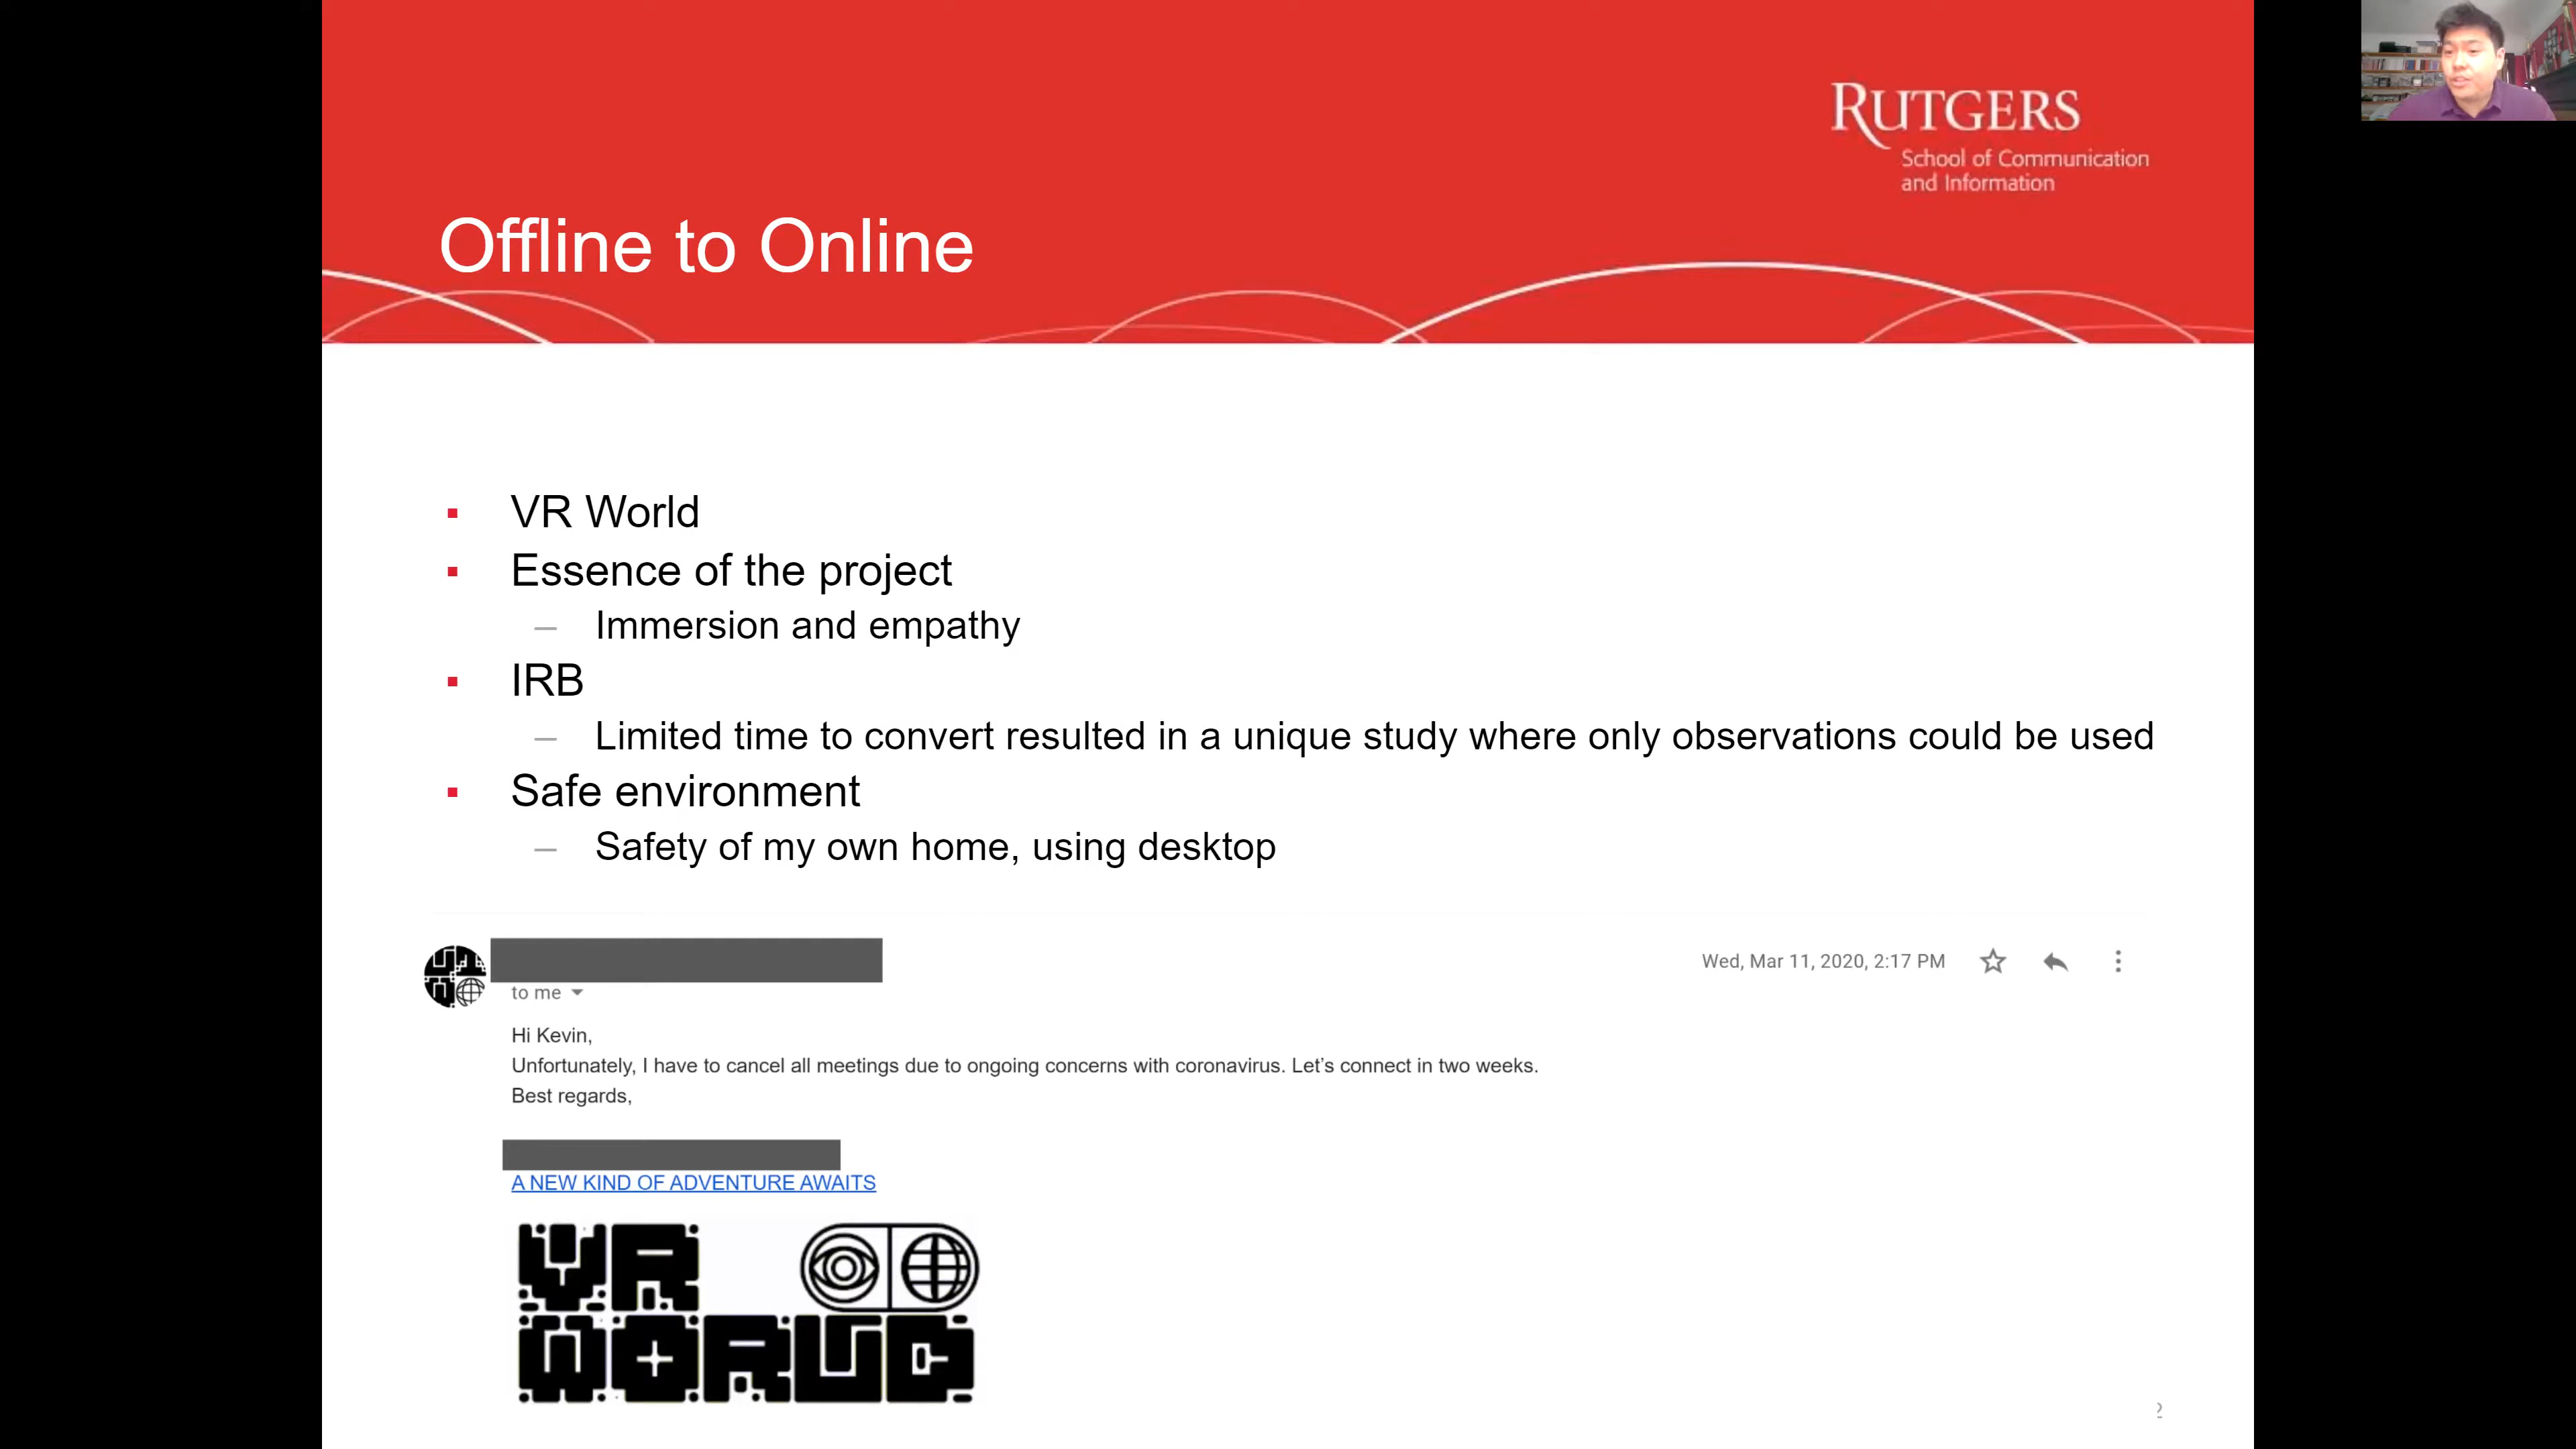 RUTGERS
School of Communication
and Information
Offline to Online
▪ VR World
▪ Essence of the project
– Immersion and empathy
▪ IRB
– Limited time to convert resulted in a unique study where only observations could be used
▪ Safe environment
– Safety of my own home, using desktop
Wed, Mar 11, 2020, 2:17 PM
to me
Hi Kevin,
Unfortunately, I have to cancel all meetings due to ongoing concerns with coronavirus. Let's connect in two weeks.
Best regards,
A NEW KIND OF ADVENTURE AWAITS
VR
WORLD
2